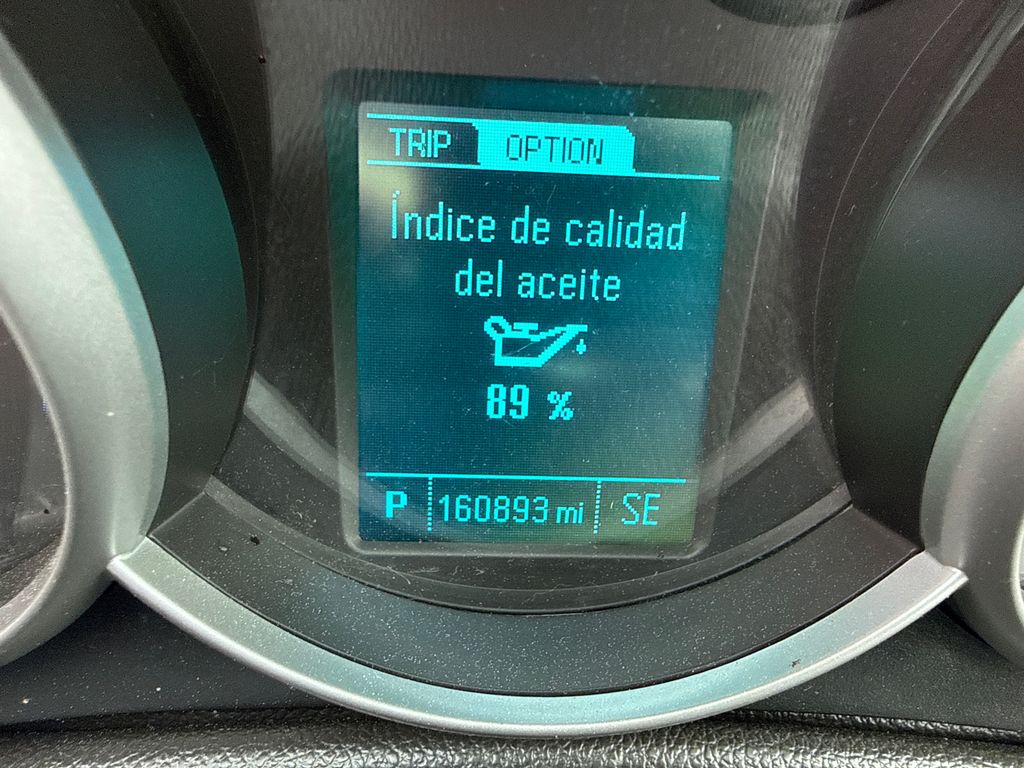 TRIP OPTION
Índice de calidad
del aceite
89 %
P 160893 mi SE